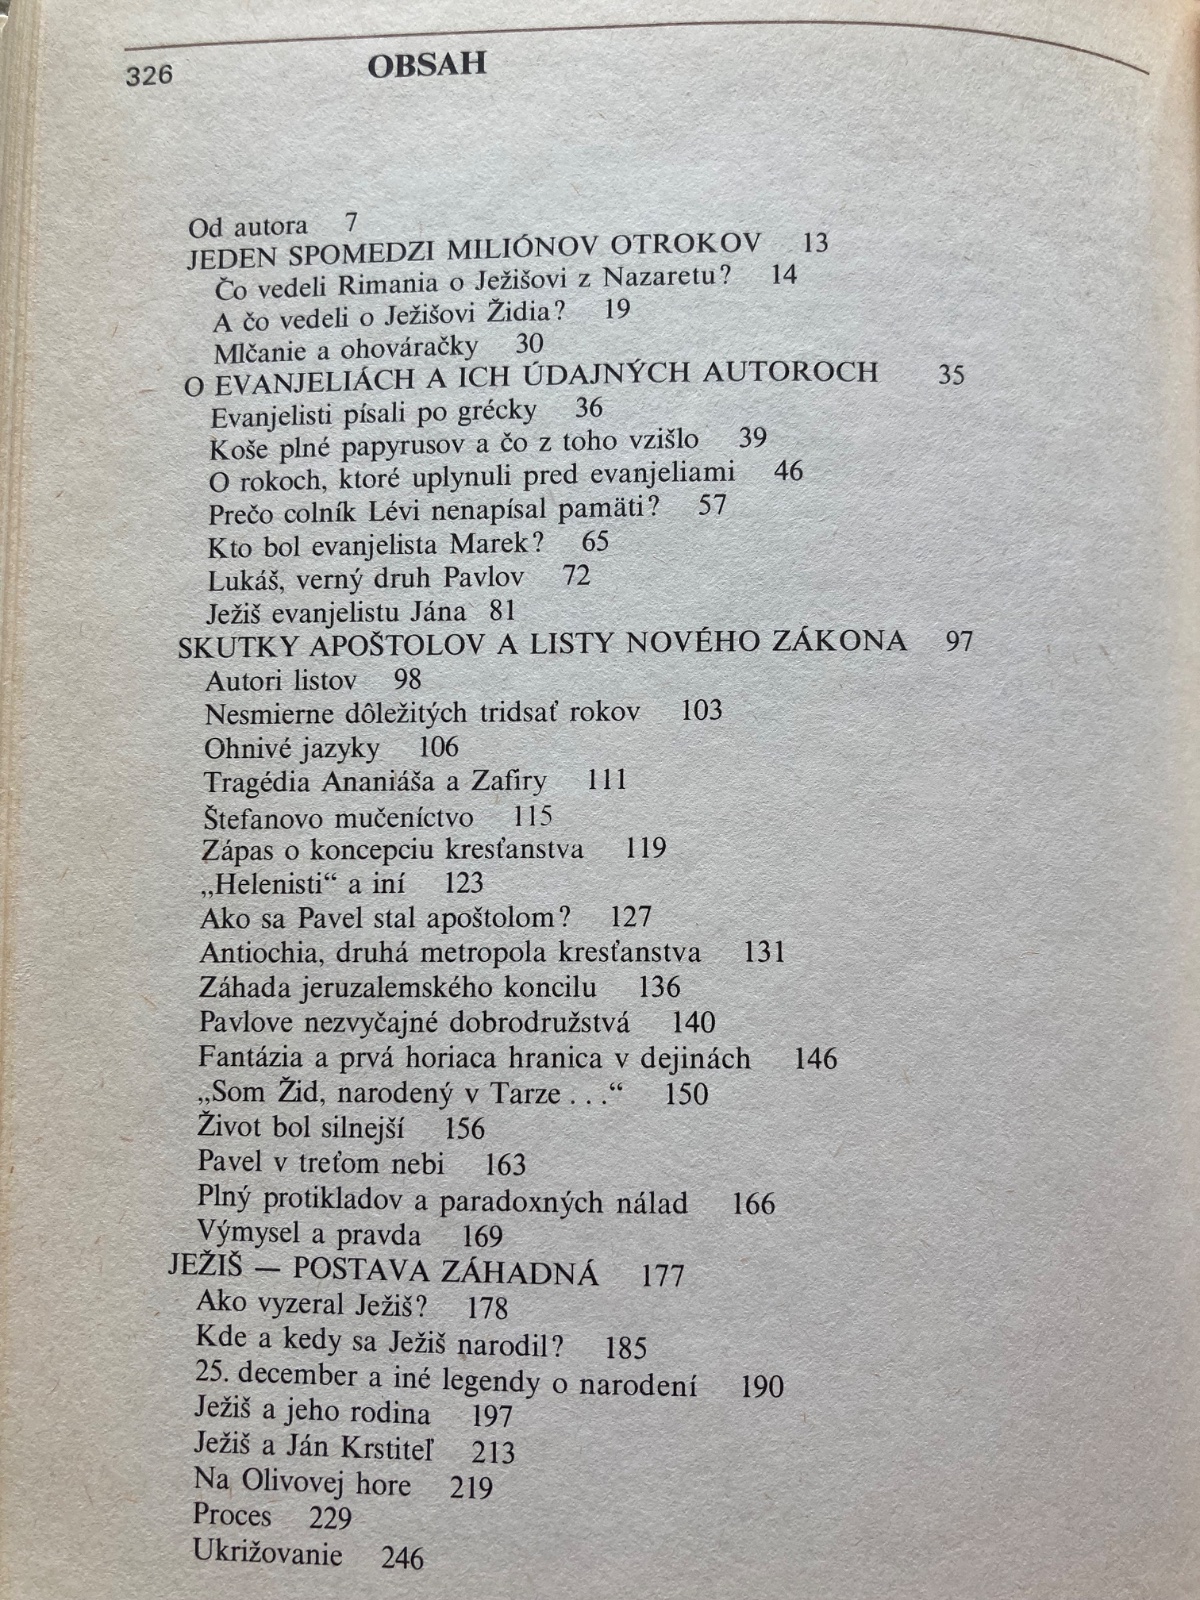 326 OBSAH
Od autora 7
JEDEN SPOMEDZI MILIÓNOV OTROKOV 13
Čo vedeli Rimania o Ježišovi z Nazaretu? 14
A čo vedeli o Ježišovi Židia? 19
Mlčanie a ohováračky 30
O EVANJELIÁCH A ICH ÚDAJNÝCH AUTOROCH 35
Evanjelisti písali po grécky 36
Koše plné papyrusov a čo z toho vzišlo 39
O rokoch, ktoré uplynuli pred evanjeliami 46
Prečo colník Lévi nenapísal pamäti? 57
Kto bol evanjelista Marek? 65
Lukáš, verný druh Pavlov 72
Ježiš evanjelistu Jána 81
SKUTKY APOŠTOLOV A LISTY NOVÉHO ZÁKONA 97
Autori listov 98
Nesmierne dôležitých tridsať rokov 103
Ohnivé jazyky 106
Tragédia Ananiáša a Zafiry 111
Štefanovo mučeníctvo 115
Zápas o koncepciu kresťanstva 119
„Helenisti“ a iní 123
Ako sa Pavel stal apoštolom? 127
Antiochia, druhá metropola kresťanstva 131
Záhada jeruzalemského koncilu 136
Pavlove nezvyčajné dobrodružstvá 140
Fantázia a prvá horiaca hranica v dejinách 146
„Som Žid, narodený v Tarze . . .“ 150
Život bol silnejší 156
Pavel v treťom nebi 163
Plný protikladov a paradoxných nálad 166
Výmysel a pravda 169
JEŽIŠ — POSTAVA ZÁHADNÁ 177
Ako vyzeral Ježiš? 178
Kde a kedy sa Ježiš narodil? 185
25. december a iné legendy o narodení 190
Ježiš a jeho rodina 197
Ježiš a Ján Krstiteľ 213
Na Olivovej hore 219
Proces 229
Ukrižovanie 246